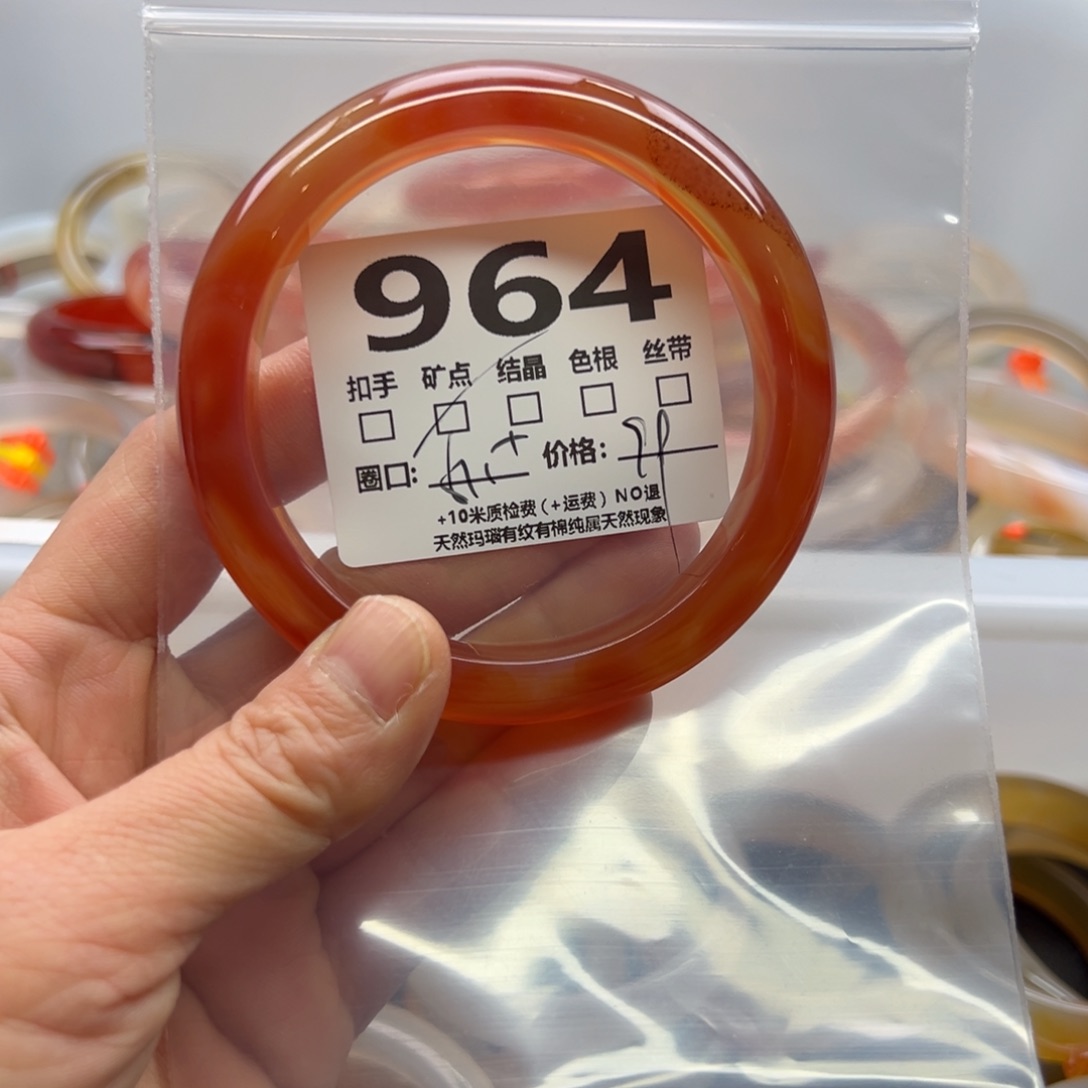 964
扣手 矿点 结晶 色根 丝带
圈口: 价格:
+10米质检费（+运费）NO退
天然玛瑙有纹有棉纯属天然现象